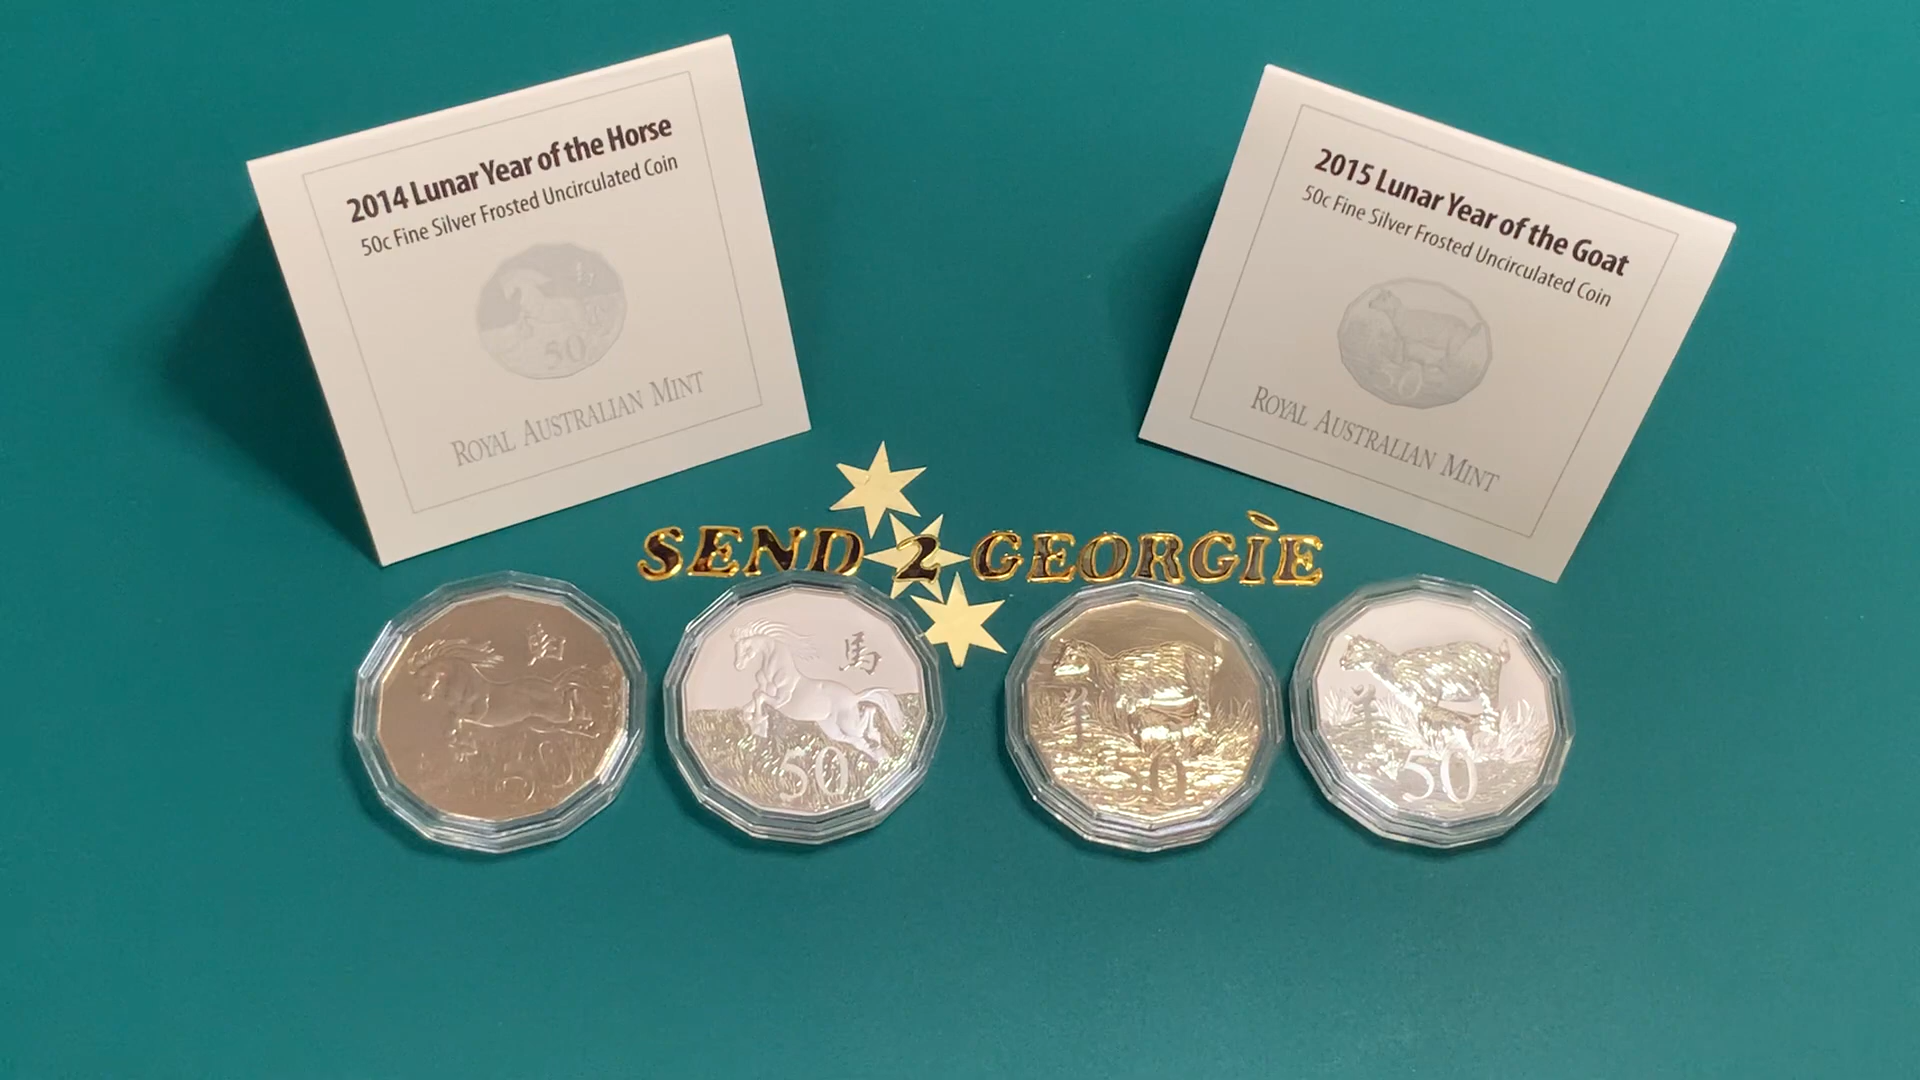 2014 Lunar Year of the Horse
50c Fine Silver Frosted Uncirculated Coin
50
ROYAL AUSTRALIAN MINT
2015 Lunar Year of the Goat
50c Fine Silver Frosted Uncirculated Coin
50
ROYAL AUSTRALIAN MINT
SEND 2 GEORGIE
馬
50
馬
50
羊
50
羊
50